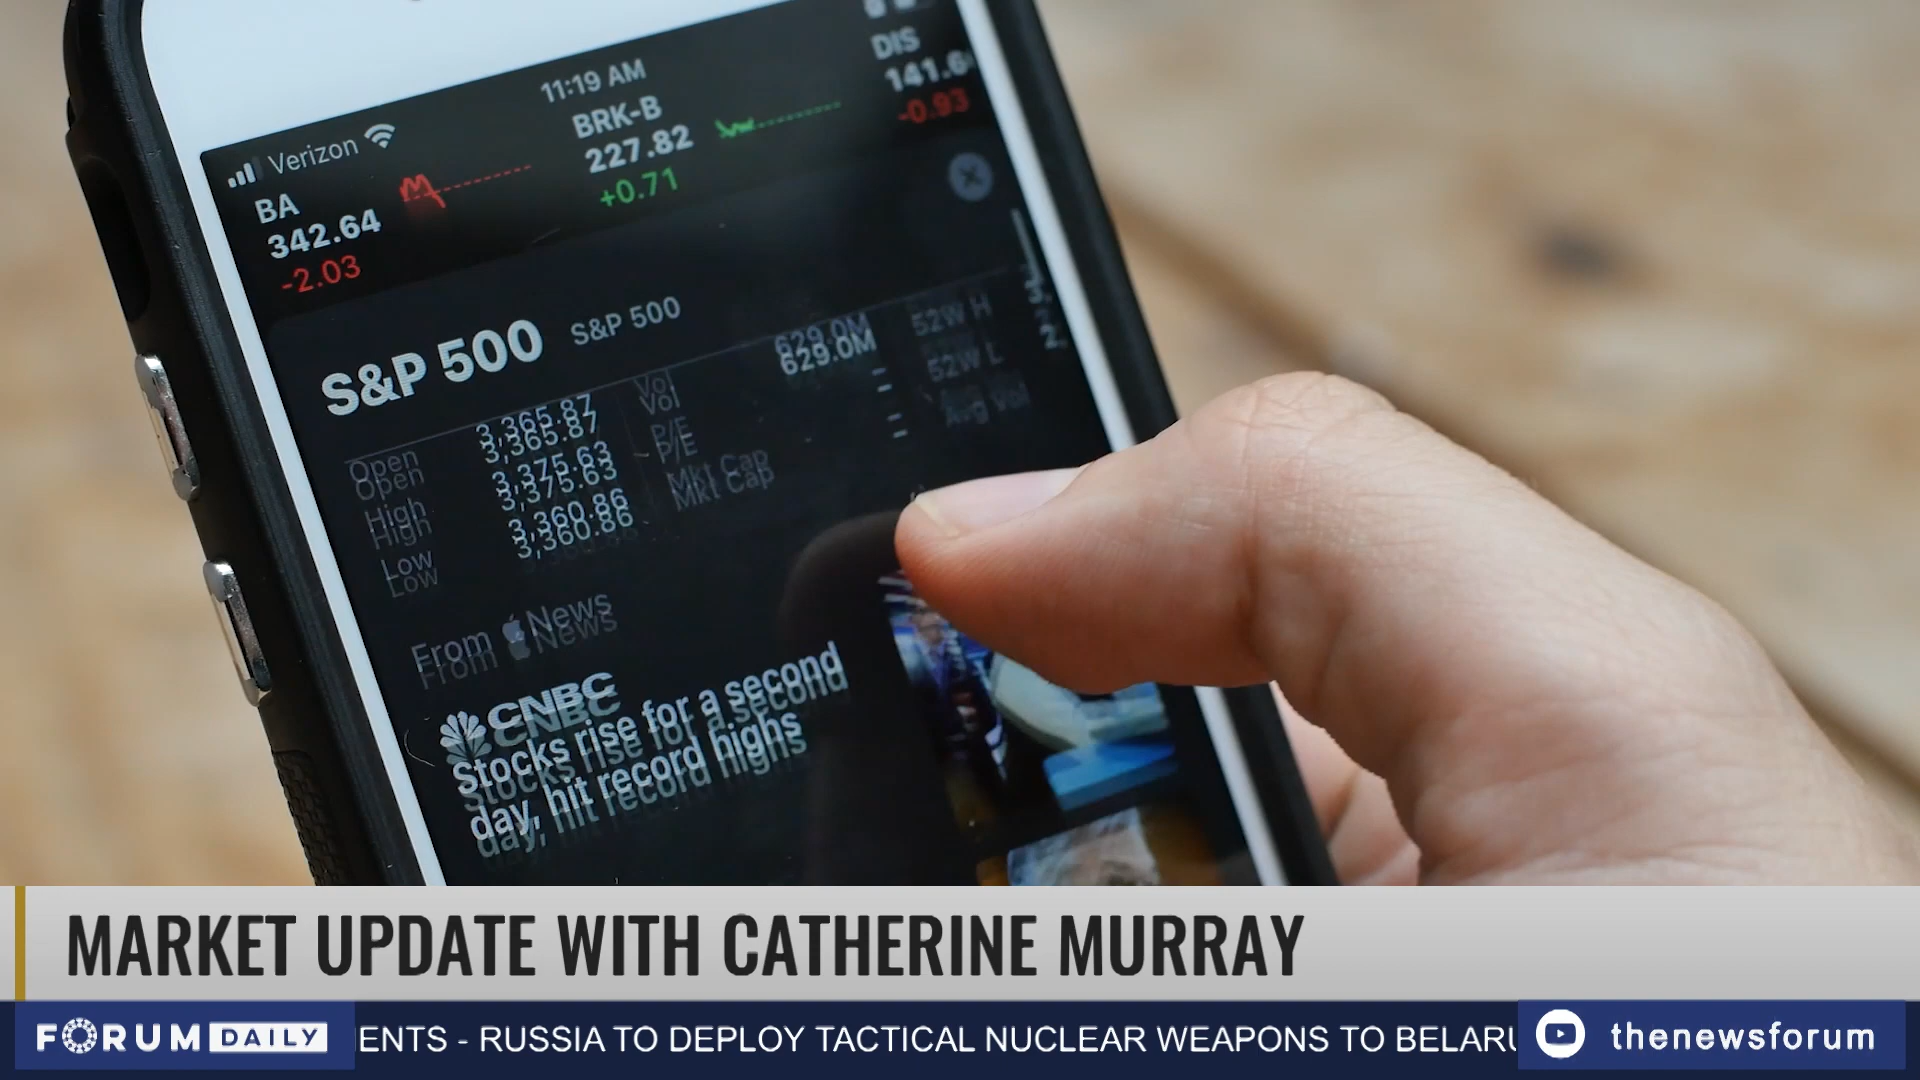 11:19 AM
Verizon
BA
342.64
-2.03
BRK-B
227.82
+0.71
DIS
141.6
-0.93
S&P 500 S&P 500
Open 3,365.87
High 3,375.63
Low 3,360.86
Vol 629.0M
P/E -
Mkt Cap -
52W H
52W L
Avg Vol
From News
CNBC
Stocks rise for a second
day, hit record highs
MARKET UPDATE WITH CATHERINE MURRAY
FORUM DAILY
ENTS - RUSSIA TO DEPLOY TACTICAL NUCLEAR WEAPONS TO BELARU
thenewsforum